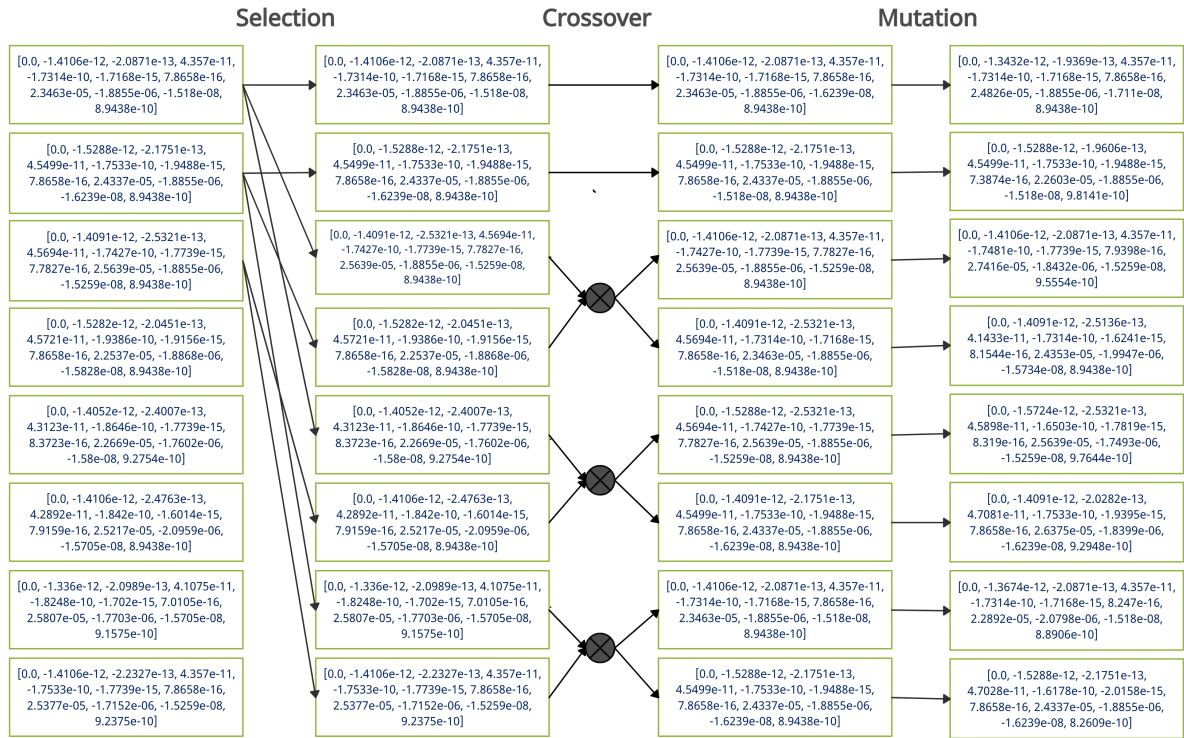 Selection
Crossover
Mutation
[0.0, -1.4106e-12, -2.0871e-13, 4.357e-11,
-1.7314e-10, -1.7168e-15, 7.8658e-16,
2.3463e-05, -1.8855e-06, -1.518e-08,
8.9438e-10]
[0.0, -1.4106e-12, -2.0871e-13, 4.357e-11,
-1.7314e-10, -1.7168e-15, 7.8658e-16,
2.3463e-05, -1.8855e-06, -1.518e-08,
8.9438e-10]
[0.0, -1.4106e-12, -2.0871e-13, 4.357e-11,
-1.7314e-10, -1.7168e-15, 7.8658e-16,
2.3463e-05, -1.8855e-06, -1.6239e-08,
8.9438e-10]
[0.0, -1.3432e-12, -1.9369e-13, 4.357e-11,
-1.7314e-10, -1.7168e-15, 7.8658e-16,
2.4826e-05, -1.8855e-06, -1.711e-08,
8.9438e-10]
[0.0, -1.5288e-12, -2.1751e-13,
4.5499e-11, -1.7533e-10, -1.9488e-15,
7.8658e-16, 2.4337e-05, -1.8855e-06,
-1.6239e-08, 8.9438e-10]
[0.0, -1.5288e-12, -2.1751e-13,
4.5499e-11, -1.7533e-10, -1.9488e-15,
7.8658e-16, 2.4337e-05, -1.8855e-06,
-1.6239e-08, 8.9438e-10]
[0.0, -1.5288e-12, -2.1751e-13,
4.5499e-11, -1.7533e-10, -1.9488e-15,
7.8658e-16, 2.4337e-05, -1.8855e-06,
-1.518e-08, 8.9438e-10]
[0.0, -1.5288e-12, -1.9606e-13,
4.5499e-11, -1.7533e-10, -1.9488e-15,
7.3874e-16, 2.2603e-05, -1.8855e-06,
-1.518e-08, 9.8141e-10]
[0.0, -1.4091e-12, -2.5321e-13,
4.5694e-11, -1.7427e-10, -1.7739e-15,
7.7827e-16, 2.5639e-05, -1.8855e-06,
-1.5259e-08, 8.9438e-10]
[0.0, -1.4091e-12, -2.5321e-13, 4.5694e-11,
-1.7427e-10, -1.7739e-15, 7.7827e-16,
2.5639e-05, -1.8855e-06, -1.5259e-08,
8.9438e-10]
[0.0, -1.4106e-12, -2.0871e-13, 4.357e-11,
-1.7427e-10, -1.7739e-15, 7.7827e-16,
2.5639e-05, -1.8855e-06, -1.5259e-08,
8.9438e-10]
[0.0, -1.4106e-12, -2.0871e-13, 4.357e-11,
-1.7481e-10, -1.7739e-15, 7.9398e-16,
2.7416e-05, -1.8432e-06, -1.5259e-08,
9.5554e-10]
[0.0, -1.5282e-12, -2.0451e-13,
4.5721e-11, -1.9386e-10, -1.9156e-15,
7.8658e-16, 2.2537e-05, -1.8868e-06,
-1.5828e-08, 8.9438e-10]
[0.0, -1.5282e-12, -2.0451e-13,
4.5721e-11, -1.9386e-10, -1.9156e-15,
7.8658e-16, 2.2537e-05, -1.8868e-06,
-1.5828e-08, 8.9438e-10]
[0.0, -1.4091e-12, -2.5321e-13,
4.5694e-11, -1.7314e-10, -1.7168e-15,
7.8658e-16, 2.3463e-05, -1.8855e-06,
-1.518e-08, 8.9438e-10]
[0.0, -1.4091e-12, -2.5136e-13,
4.1433e-11, -1.7314e-10, -1.6241e-15,
8.1544e-16, 2.4353e-05, -1.9947e-06,
-1.5734e-08, 8.9438e-10]
[0.0, -1.4052e-12, -2.4007e-13,
4.3123e-11, -1.8646e-10, -1.7739e-15,
8.3723e-16, 2.2669e-05, -1.7602e-06,
-1.58e-08, 9.2754e-10]
[0.0, -1.4052e-12, -2.4007e-13,
4.3123e-11, -1.8646e-10, -1.7739e-15,
8.3723e-16, 2.2669e-05, -1.7602e-06,
-1.58e-08, 9.2754e-10]
[0.0, -1.5288e-12, -2.5321e-13,
4.5694e-11, -1.7427e-10, -1.7739e-15,
7.7827e-16, 2.5639e-05, -1.8855e-06,
-1.5259e-08, 8.9438e-10]
[0.0, -1.5724e-12, -2.5321e-13,
4.5898e-11, -1.6503e-10, -1.7819e-15,
8.319e-16, 2.5639e-05, -1.7493e-06,
-1.5259e-08, 9.7644e-10]
[0.0, -1.4106e-12, -2.4763e-13,
4.2892e-11, -1.842e-10, -1.6014e-15,
7.9159e-16, 2.5217e-05, -2.0959e-06,
-1.5705e-08, 8.9438e-10]
[0.0, -1.4106e-12, -2.4763e-13,
4.2892e-11, -1.842e-10, -1.6014e-15,
7.9159e-16, 2.5217e-05, -2.0959e-06,
-1.5705e-08, 8.9438e-10]
[0.0, -1.4091e-12, -2.1751e-13,
4.5499e-11, -1.7533e-10, -1.9488e-15,
7.8658e-16, 2.4337e-05, -1.8855e-06,
-1.6239e-08, 8.9438e-10]
[0.0, -1.4091e-12, -2.0282e-13,
4.7081e-11, -1.7533e-10, -1.9395e-15,
7.8658e-16, 2.6375e-05, -1.8399e-06,
-1.6239e-08, 9.2948e-10]
[0.0, -1.336e-12, -2.0989e-13, 4.1075e-11,
-1.8248e-10, -1.702e-15, 7.0105e-16,
2.5807e-05, -1.7703e-06, -1.5705e-08,
9.1575e-10]
[0.0, -1.336e-12, -2.0989e-13, 4.1075e-11,
-1.8248e-10, -1.702e-15, 7.0105e-16,
2.5807e-05, -1.7703e-06, -1.5705e-08,
9.1575e-10]
[0.0, -1.4106e-12, -2.0871e-13, 4.357e-11,
-1.7314e-10, -1.7168e-15, 7.8658e-16,
2.3463e-05, -1.8855e-06, -1.518e-08,
8.9438e-10]
[0.0, -1.3674e-12, -2.0871e-13, 4.357e-11,
-1.7314e-10, -1.7168e-15, 8.247e-16,
2.2892e-05, -2.0798e-06, -1.518e-08,
8.8906e-10]
[0.0, -1.4106e-12, -2.2327e-13, 4.357e-11,
-1.7533e-10, -1.7739e-15, 7.8658e-16,
2.5377e-05, -1.7152e-06, -1.5259e-08,
9.2375e-10]
[0.0, -1.4106e-12, -2.2327e-13, 4.357e-11,
-1.7533e-10, -1.7739e-15, 7.8658e-16,
2.5377e-05, -1.7152e-06, -1.5259e-08,
9.2375e-10]
[0.0, -1.5288e-12, -2.1751e-13,
4.5499e-11, -1.7533e-10, -1.9488e-15,
7.8658e-16, 2.4337e-05, -1.8855e-06,
-1.6239e-08, 8.9438e-10]
[0.0, -1.5288e-12, -2.1751e-13,
4.7028e-11, -1.6178e-10, -2.0158e-15,
7.8658e-16, 2.4337e-05, -1.8855e-06,
-1.6239e-08, 8.2609e-10]